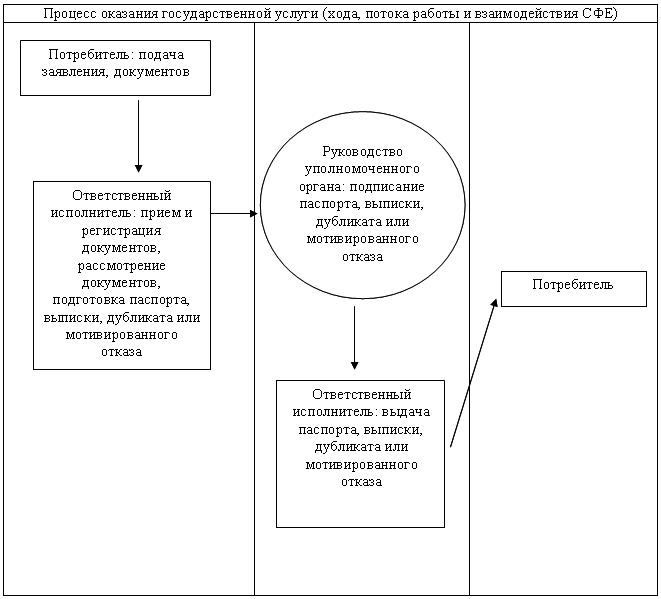 Процесс оказания государственной услуги (хода, потока работы и взаимодействия СФЕ)
Потребитель: подача
заявления, документов
Ответственный
исполнитель: прием и
регистрация
документов,
рассмотрение
документов,
подготовка паспорта,
выписки, дубликата или
мотивированного
отказа
Руководство
уполномоченного
органа: подписание
паспорта, выписки,
дубликата или
мотивированного
отказа
Ответственный
исполнитель: выдача
паспорта, выписки,
дубликата или
мотивированного
отказа
Потребитель